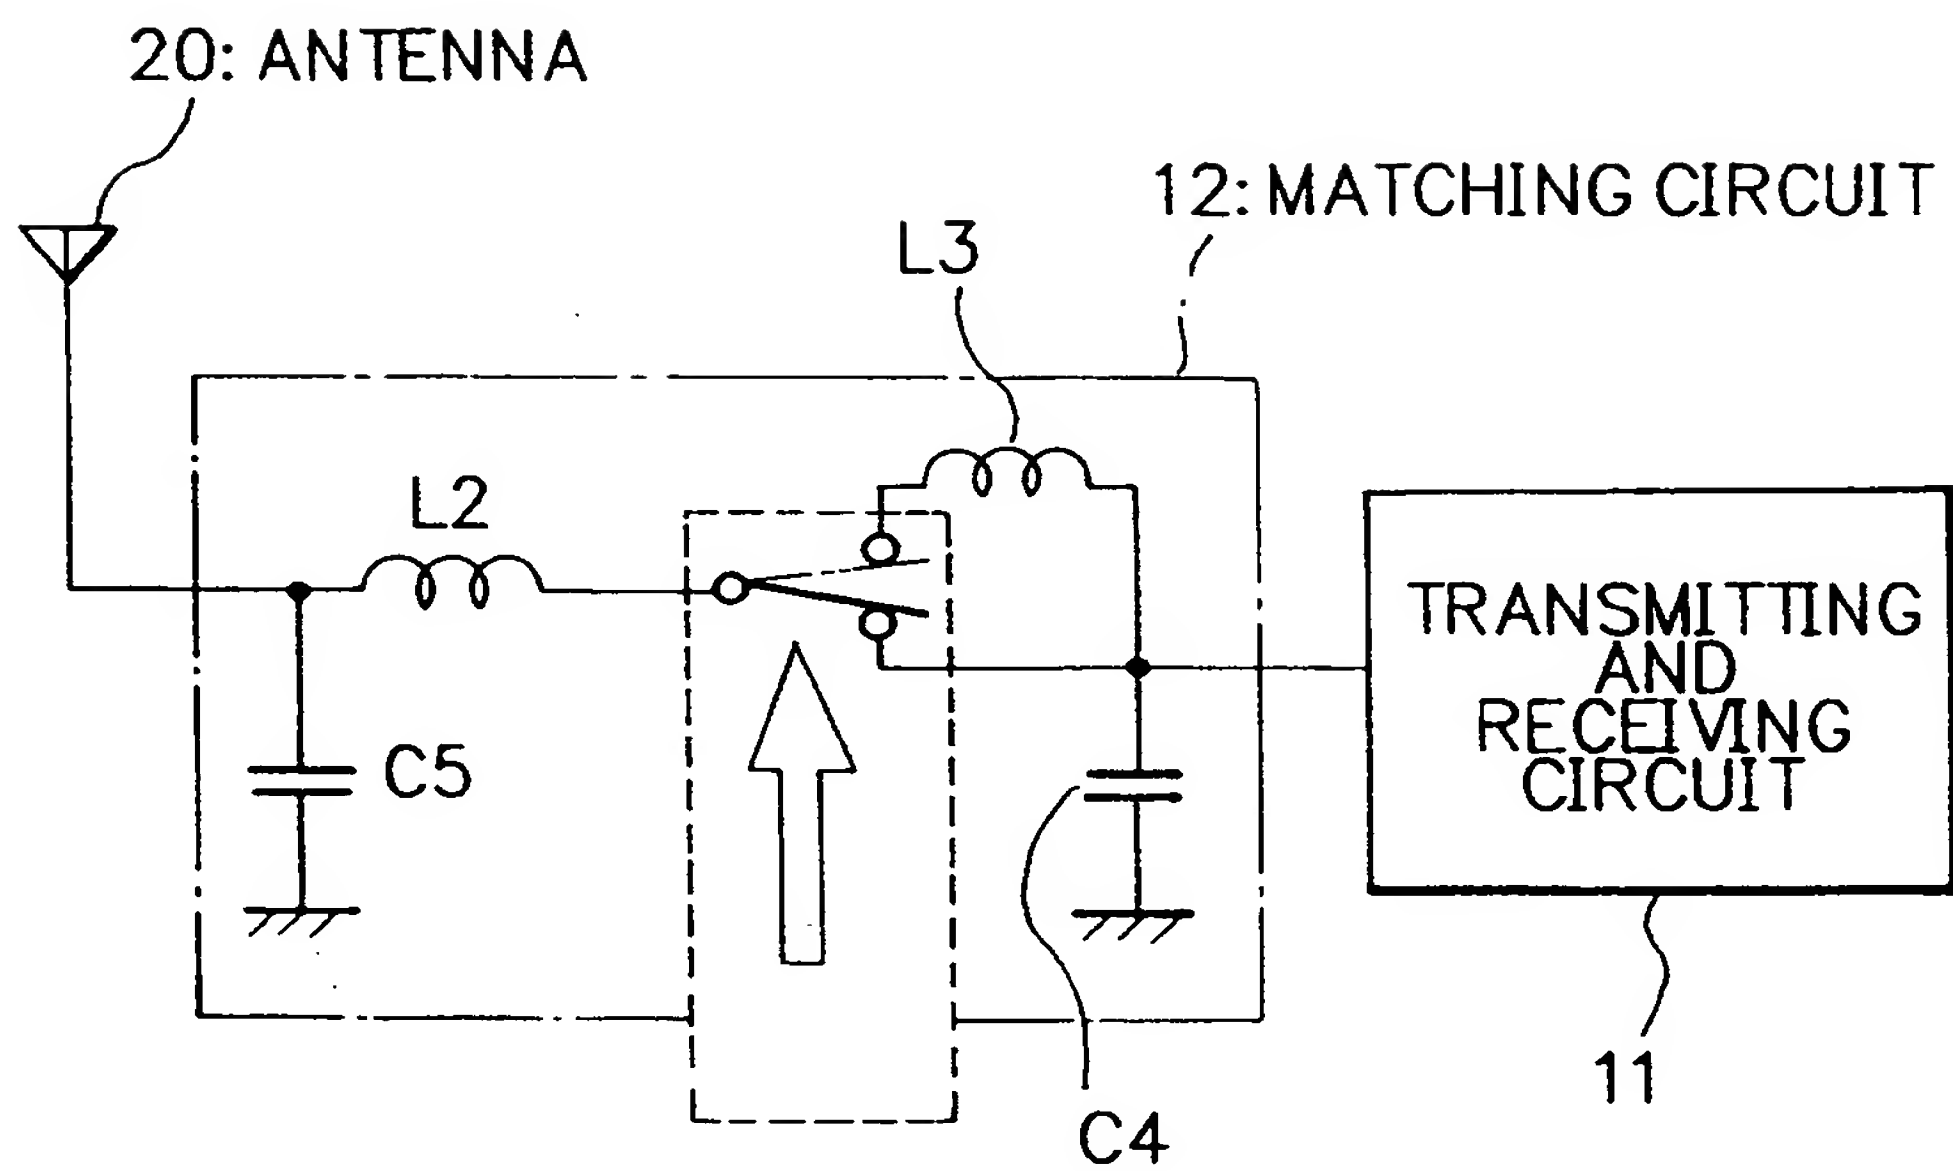 20: ANTENNA
12: MATCHING CIRCUIT
L3
L2
TRANSMITTING
AND
RECEIVING
CIRCUIT
C5
11
C4